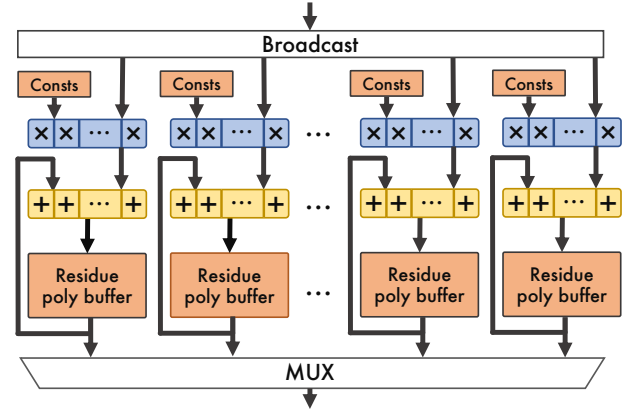 Broadcast
Consts Consts Consts Consts
× × ... × × × ... × ... × × ... × × × ... ×
+ + ... + + + ... + ... + + ... + + + ... +
Residue Residue Residue Residue
poly buffer poly buffer ... poly buffer poly buffer
MUX